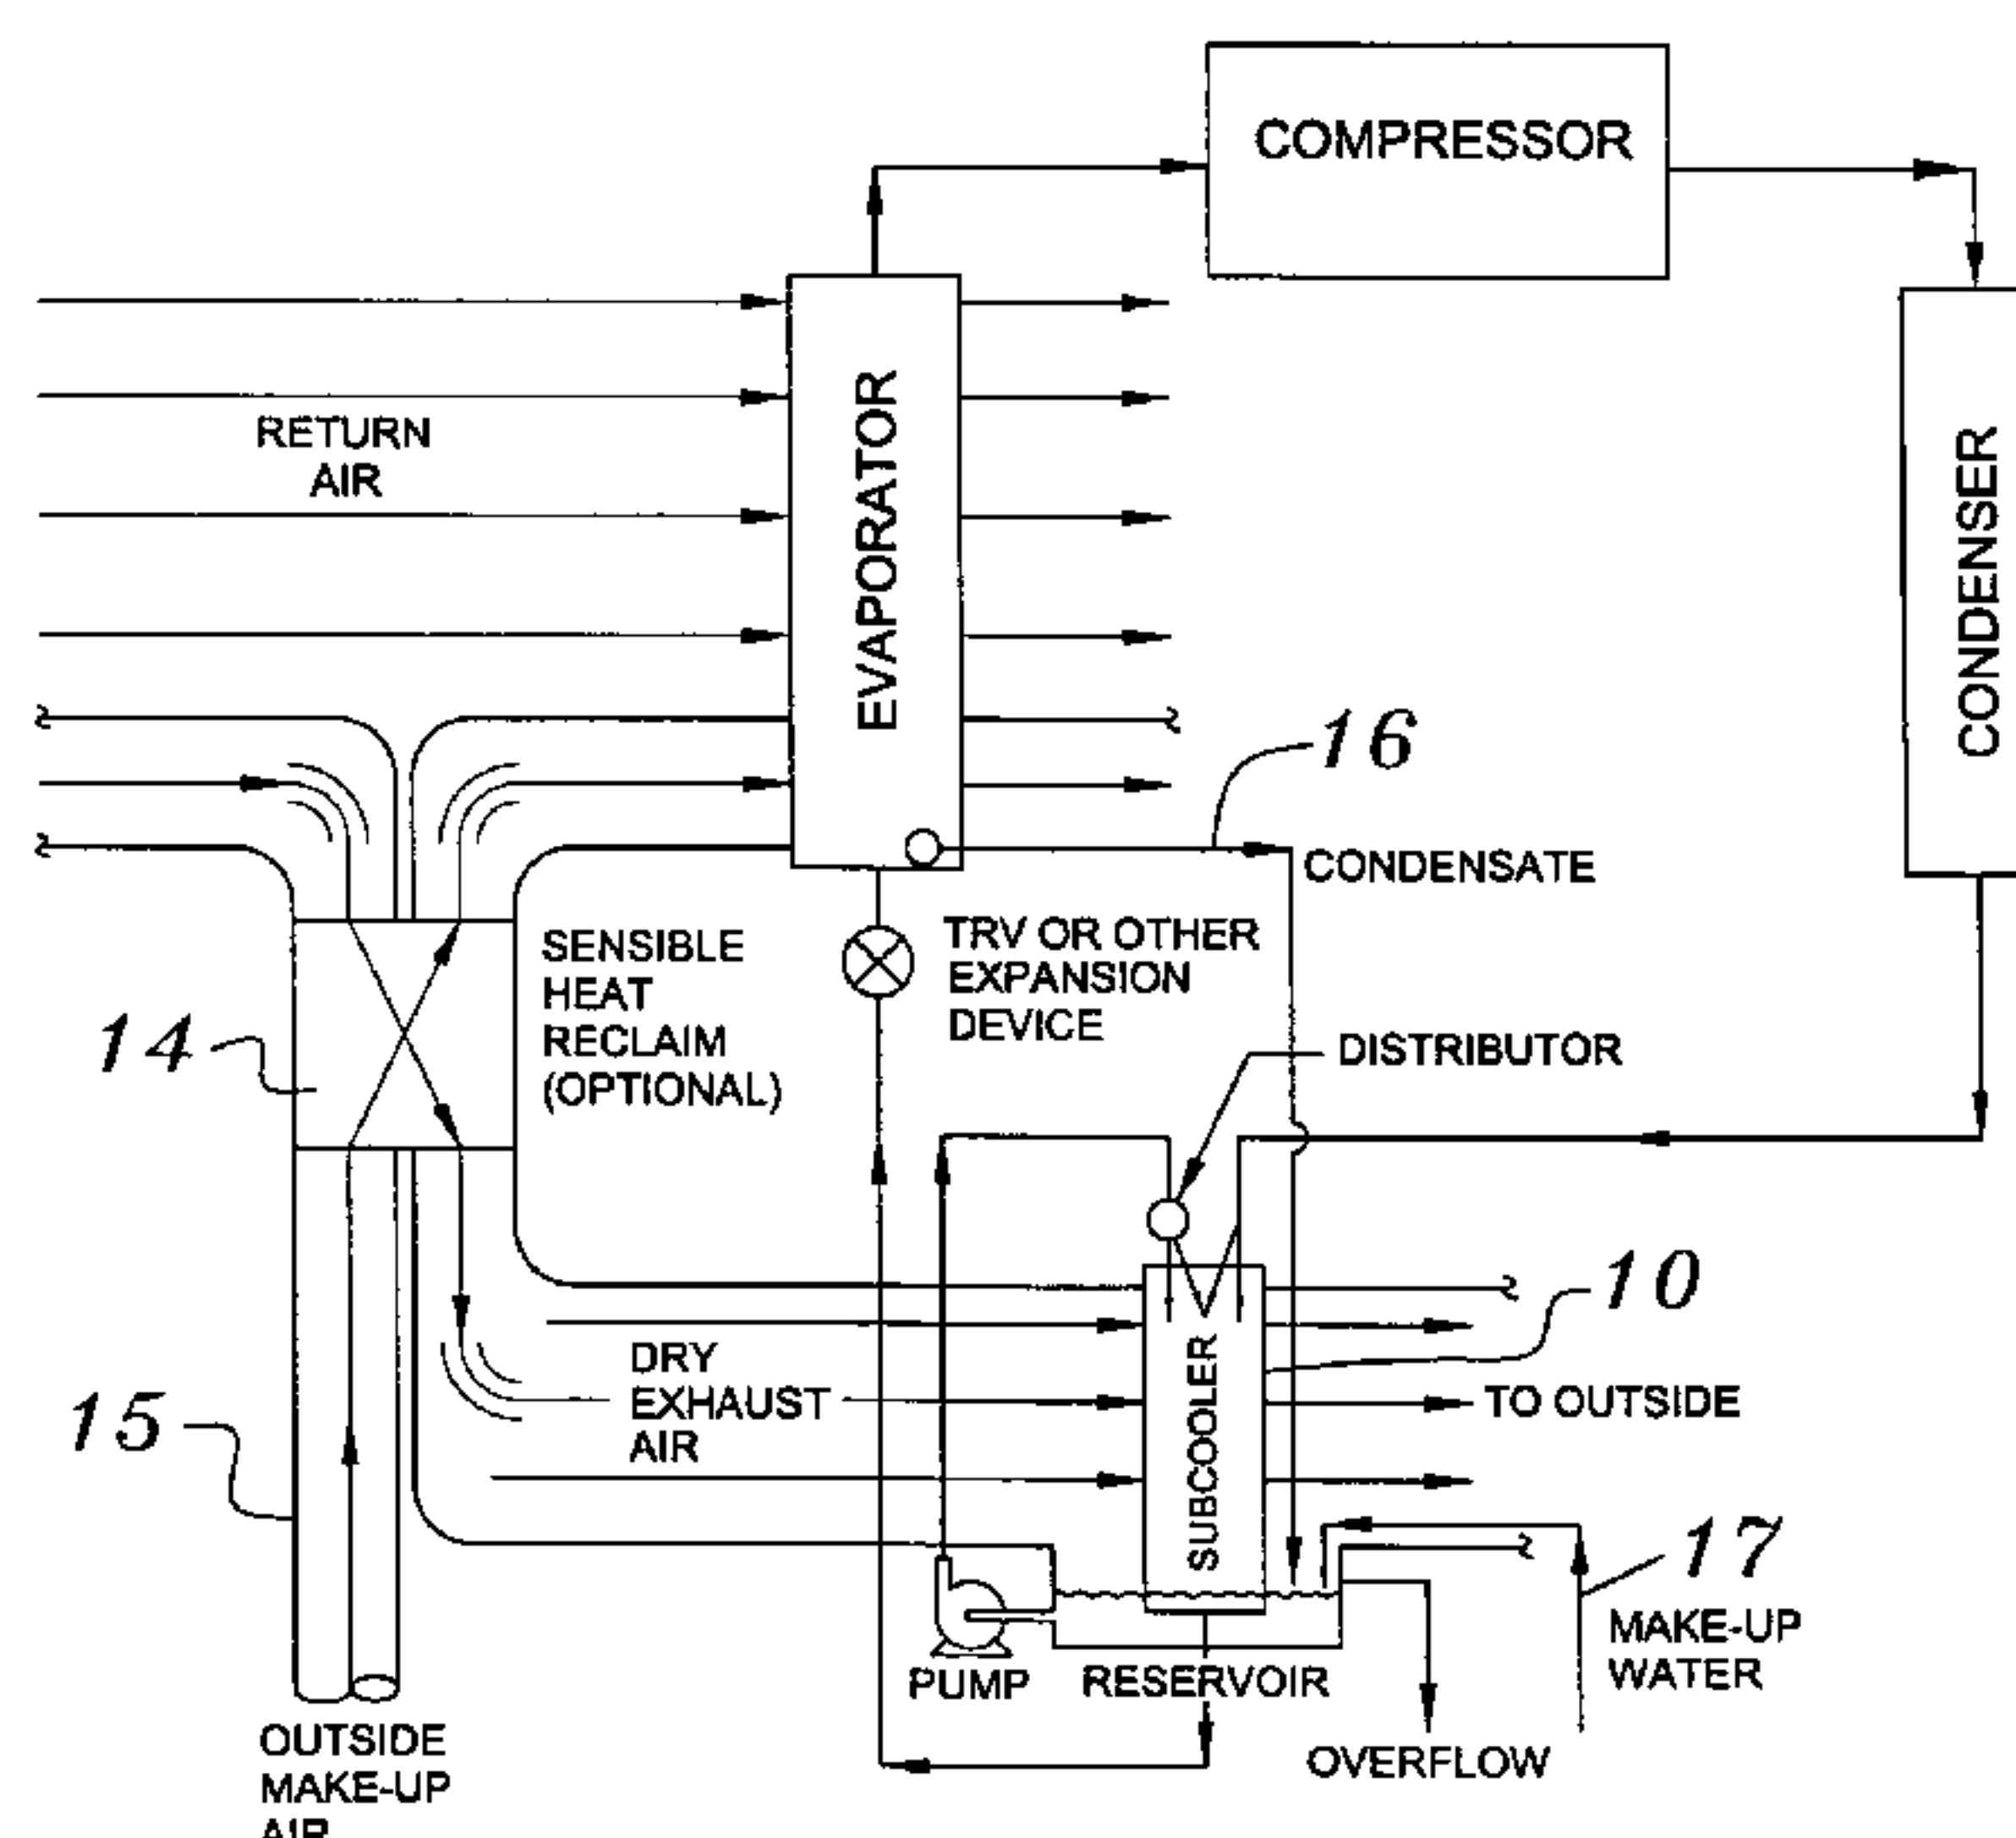 COMPRESSOR
EVAPORATOR
CONDENSER
RETURN
AIR
16
CONDENSATE
SENSIBLE
HEAT
RECLAIM
(OPTIONAL)
TRV OR OTHER
EXPANSION
DEVICE
14
DISTRIBUTOR
10
DRY
EXHAUST
AIR
SUBCOOLER
TO OUTSIDE
15
17
MAKE-UP
WATER
PUMP
RESERVOIR
OVERFLOW
OUTSIDE
MAKE-UP
AIR